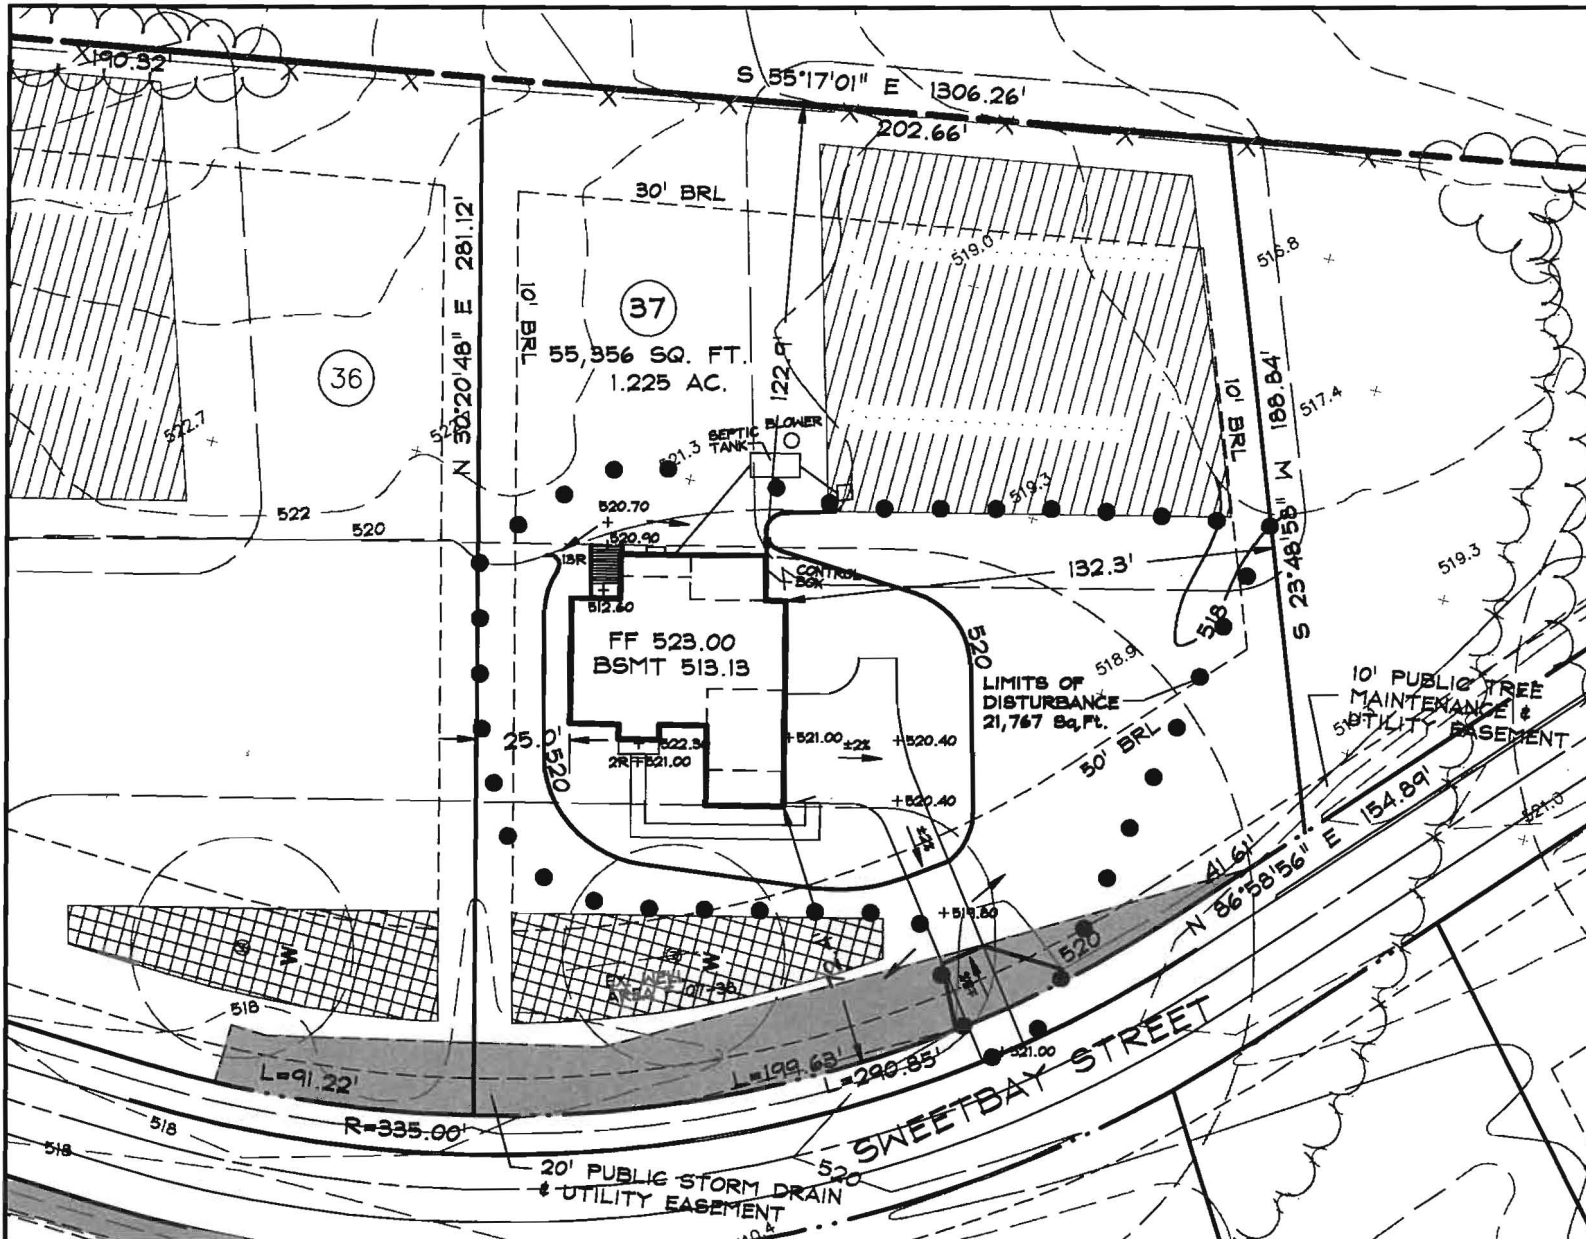 190.32'
S 55°17'01" E 1306.26'
202.66'
30' BRL
N 30°20'48" E 281.12'
10' BRL
37
55,356 SQ. FT.
1.225 AC.
36
122.9'
519.0
516.8
517.4
10' BRL
S 23°48'58" W 188.84'
522.7
SEPTIC
TANK
BLOWER
521.3
519.3
519.3
522
520
520.70
520.90
13R
CONTROL
BOX
132.3'
512.60
FF 523.00
BSMT 513.13
520
518
518.9
LIMITS OF
DISTURBANCE
21,767 Sq.Ft.
10' PUBLIC TREE
MAINTENANCE &
UTILITY EASEMENT
50' BRL
25.0'
520
2R
521.00
521.00
±2%
520.40
520.40
154.89'
521.0
41.61'
N 86°58'56" E
519.80
520
W
W
EX. WELL
AREA
518
L=91.22'
L=199.63'
L=290.85'
521.00
R=335.00'
SWEETBAY STREET
518
518
520
20' PUBLIC STORM DRAIN
& UTILITY EASEMENT